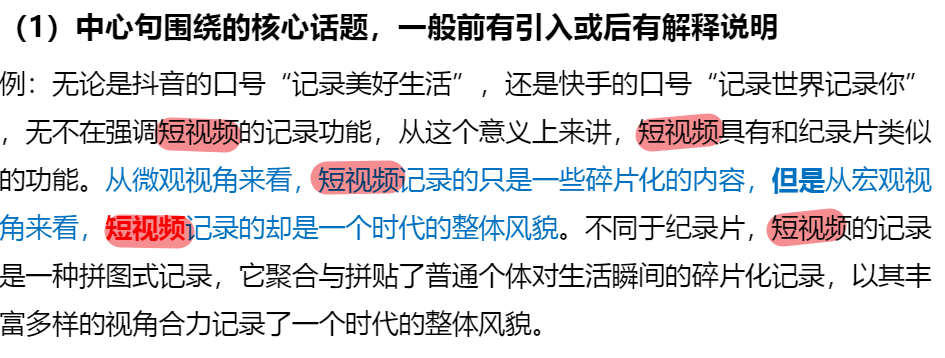 （1）中心句围绕的核心话题，一般前有引入或后有解释说明
例：无论是抖音的口号“记录美好生活”，还是快手的口号“记录世界记录你”
，无不在强调短视频的记录功能，从这个意义上来讲，短视频具有和纪录片类似
的功能。从微观视角来看，短视频记录的只是一些碎片化的内容，但是从宏观视
角来看，短视频记录的却是一个时代的整体风貌。不同于纪录片，短视频的记录
是一种拼图式记录，它聚合与拼贴了普通个体对生活瞬间的碎片化记录，以其丰
富多样的视角合力记录了一个时代的整体风貌。